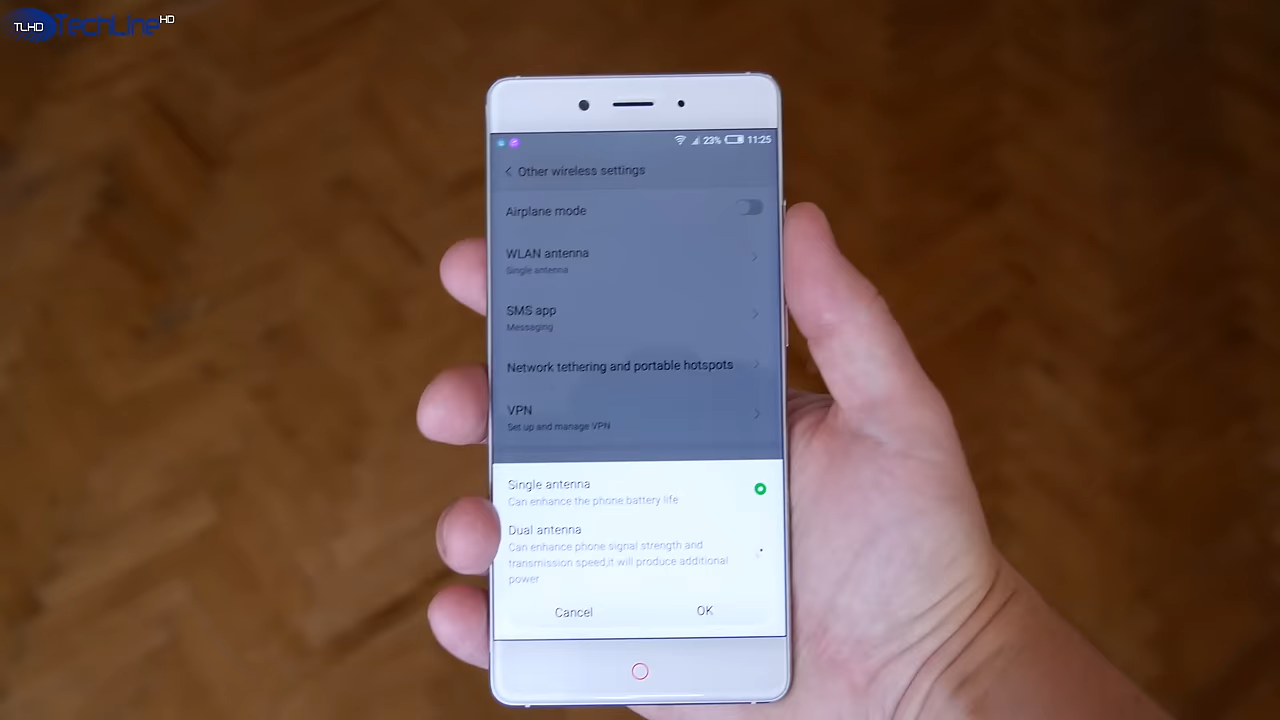 TLHD TechLine HD
23% 11:25
Other wireless settings
Airplane mode
WLAN antenna
Single antenna
SMS app
Messaging
Network tethering and portable hotspots
VPN
Set up and manage VPN
Single antenna
Can enhance the phone battery life
Dual antenna
Can enhance phone signal strength and
transmission speed,it will produce additional
power
Cancel OK